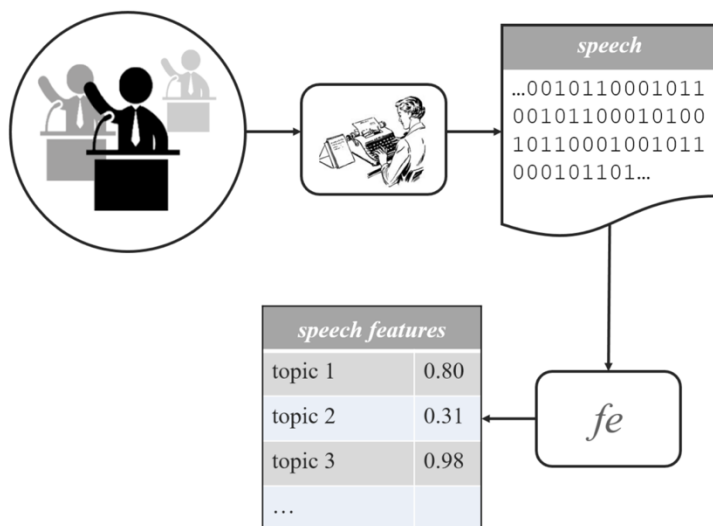 speech
...0010110001011
00101100010100
10110001001011
000101101...
fe
speech features
topic 1 0.80
topic 2 0.31
topic 3 0.98
...